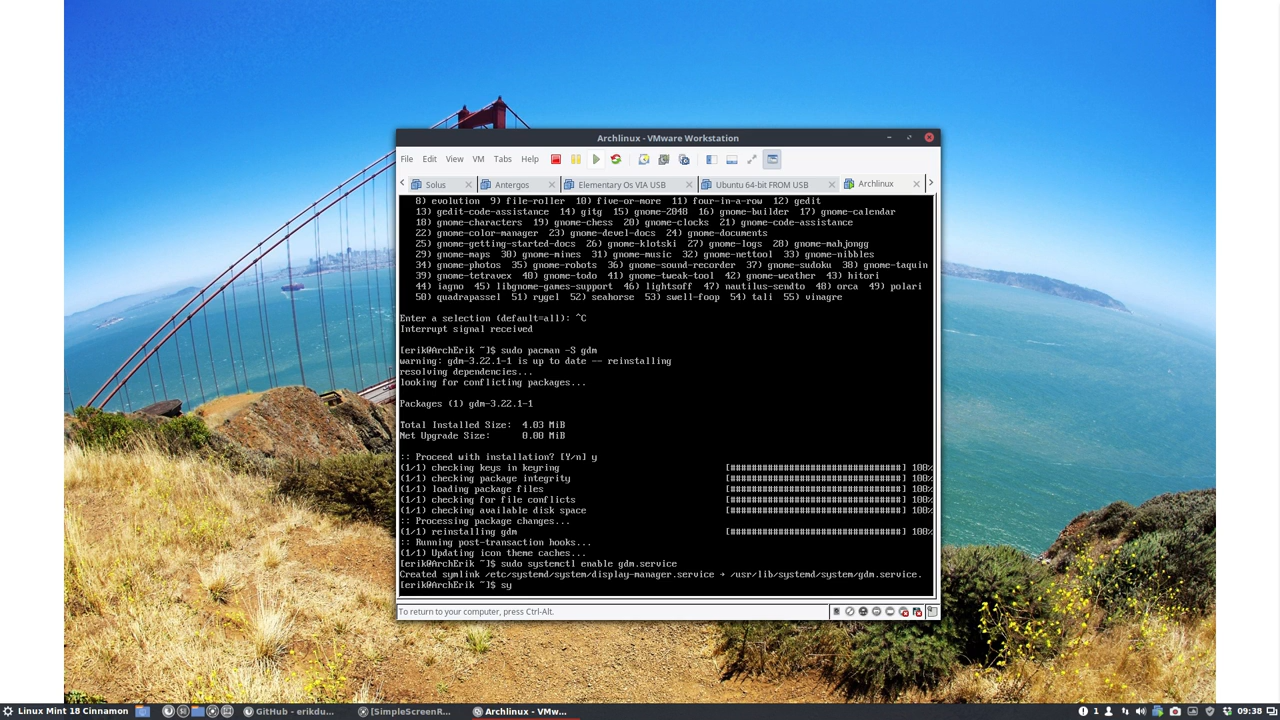 Archlinux - VMware Workstation
File Edit View VM Tabs Help
Solus Antergos Elementary Os VIA USB Ubuntu 64-bit FROM USB Archlinux
8) evolution 9) file-roller 10) five-or-more 11) four-in-a-row 12) gedit
13) gedit-code-assistance 14) gitg 15) gnome-2048 16) gnome-builder 17) gnome-calendar
18) gnome-characters 19) gnome-chess 20) gnome-clocks 21) gnome-code-assistance
22) gnome-color-manager 23) gnome-devel-docs 24) gnome-documents
25) gnome-getting-started-docs 26) gnome-klotski 27) gnome-logs 28) gnome-mahjongg
29) gnome-maps 30) gnome-mines 31) gnome-music 32) gnome-nettool 33) gnome-nibbles
34) gnome-photos 35) gnome-robots 36) gnome-sound-recorder 37) gnome-sudoku 38) gnome-taquin
39) gnome-tetravex 40) gnome-todo 41) gnome-tweak-tool 42) gnome-weather 43) hitori
44) iagno 45) libgnome-games-support 46) lightsoff 47) nautilus-sendto 48) orca 49) polari
50) quadrapassel 51) rygel 52) seahorse 53) swell-foop 54) tali 55) vinagre
Enter a selection (default=all): ^C
Interrupt signal received
[erik@ArchErik ~]$ sudo pacman -S gdm
warning: gdm-3.22.1-1 is up to date -- reinstalling
resolving dependencies...
looking for conflicting packages...
Packages (1) gdm-3.22.1-1
Total Installed Size: 4.03 MiB
Net Upgrade Size: 0.00 MiB
:: Proceed with installation? [Y/n] y
(1/1) checking keys in keyring [################################] 100%
(1/1) checking package integrity [################################] 100%
(1/1) loading package files [################################] 100%
(1/1) checking for file conflicts [################################] 100%
(1/1) checking available disk space [################################] 100%
:: Processing package changes...
(1/1) reinstalling gdm [################################] 100%
:: Running post-transaction hooks...
(1/1) Updating icon theme caches...
[erik@ArchErik ~]$ sudo systemctl enable gdm.service
Created symlink /etc/systemd/system/display-manager.service → /usr/lib/systemd/system/gdm.service.
[erik@ArchErik ~]$ sy
To return to your computer, press Ctrl-Alt.
Linux Mint 18 Cinnamon GitHub - erikdu... [SimpleScreenR... Archlinux - VMw... 1 09:38